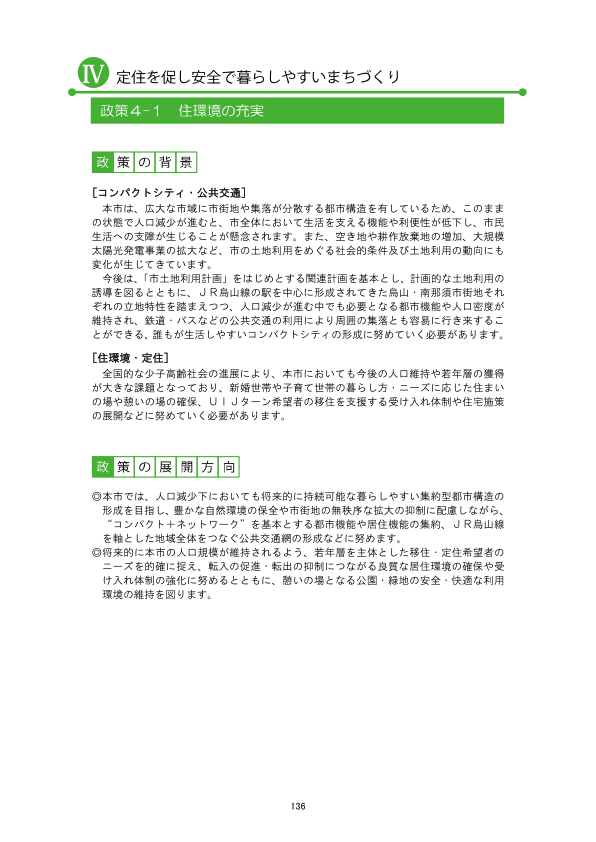 Ⅳ 定住を促し安全で暮らしやすいまちづくり
政策４-１　住環境の充実
政策の背景
[コンパクトシティ・公共交通]
本市は、広大な市域に市街地や集落が分散する都市構造を有しているため、このまま
の状態で人口減少が進むと、市全体において生活を支える機能や利便性が低下し、市民
生活への支障が生じることが懸念されます。また、空き地や耕作放棄地の増加、大規模
太陽光発電事業の拡大など、市の土地利用をめぐる社会的条件及び土地利用の動向にも
変化が生じてきています。
今後は、「市土地利用計画」をはじめとする関連計画を基本とし、計画的な土地利用の
誘導を図るとともに、ＪＲ烏山線の駅を中心に形成されてきた烏山・南那須市街地それ
ぞれの立地特性を踏まえつつ、人口減少が進む中でも必要となる都市機能や人口密度が
維持され、鉄道・バスなどの公共交通の利用により周囲の集落とも容易に行き来するこ
とができる、誰もが生活しやすいコンパクトシティの形成に努めていく必要があります。
[住環境・定住]
全国的な少子高齢社会の進展により、本市においても今後の人口維持や若年層の獲得
が大きな課題となっており、新婚世帯や子育て世帯の暮らし方・ニーズに応じた住まい
の場や憩いの場の確保、ＵＩＪターン希望者の移住を支援する受け入れ体制や住宅施策
の展開などに努めていく必要があります。
政策の展開方向
◎本市では、人口減少下においても将来的に持続可能な暮らしやすい集約型都市構造の
形成を目指し、豊かな自然環境の保全や市街地の無秩序な拡大の抑制に配慮しながら、
“コンパクト＋ネットワーク”を基本とする都市機能や居住機能の集約、ＪＲ烏山線
を軸とした地域全体をつなぐ公共交通網の形成などに努めます。
◎将来的に本市の人口規模が維持されるよう、若年層を主体とした移住・定住希望者の
ニーズを的確に捉え、転入の促進・転出の抑制につながる良質な居住環境の確保や受
け入れ体制の強化に努めるとともに、憩いの場となる公園・緑地の安全・快適な利用
環境の維持を図ります。
136